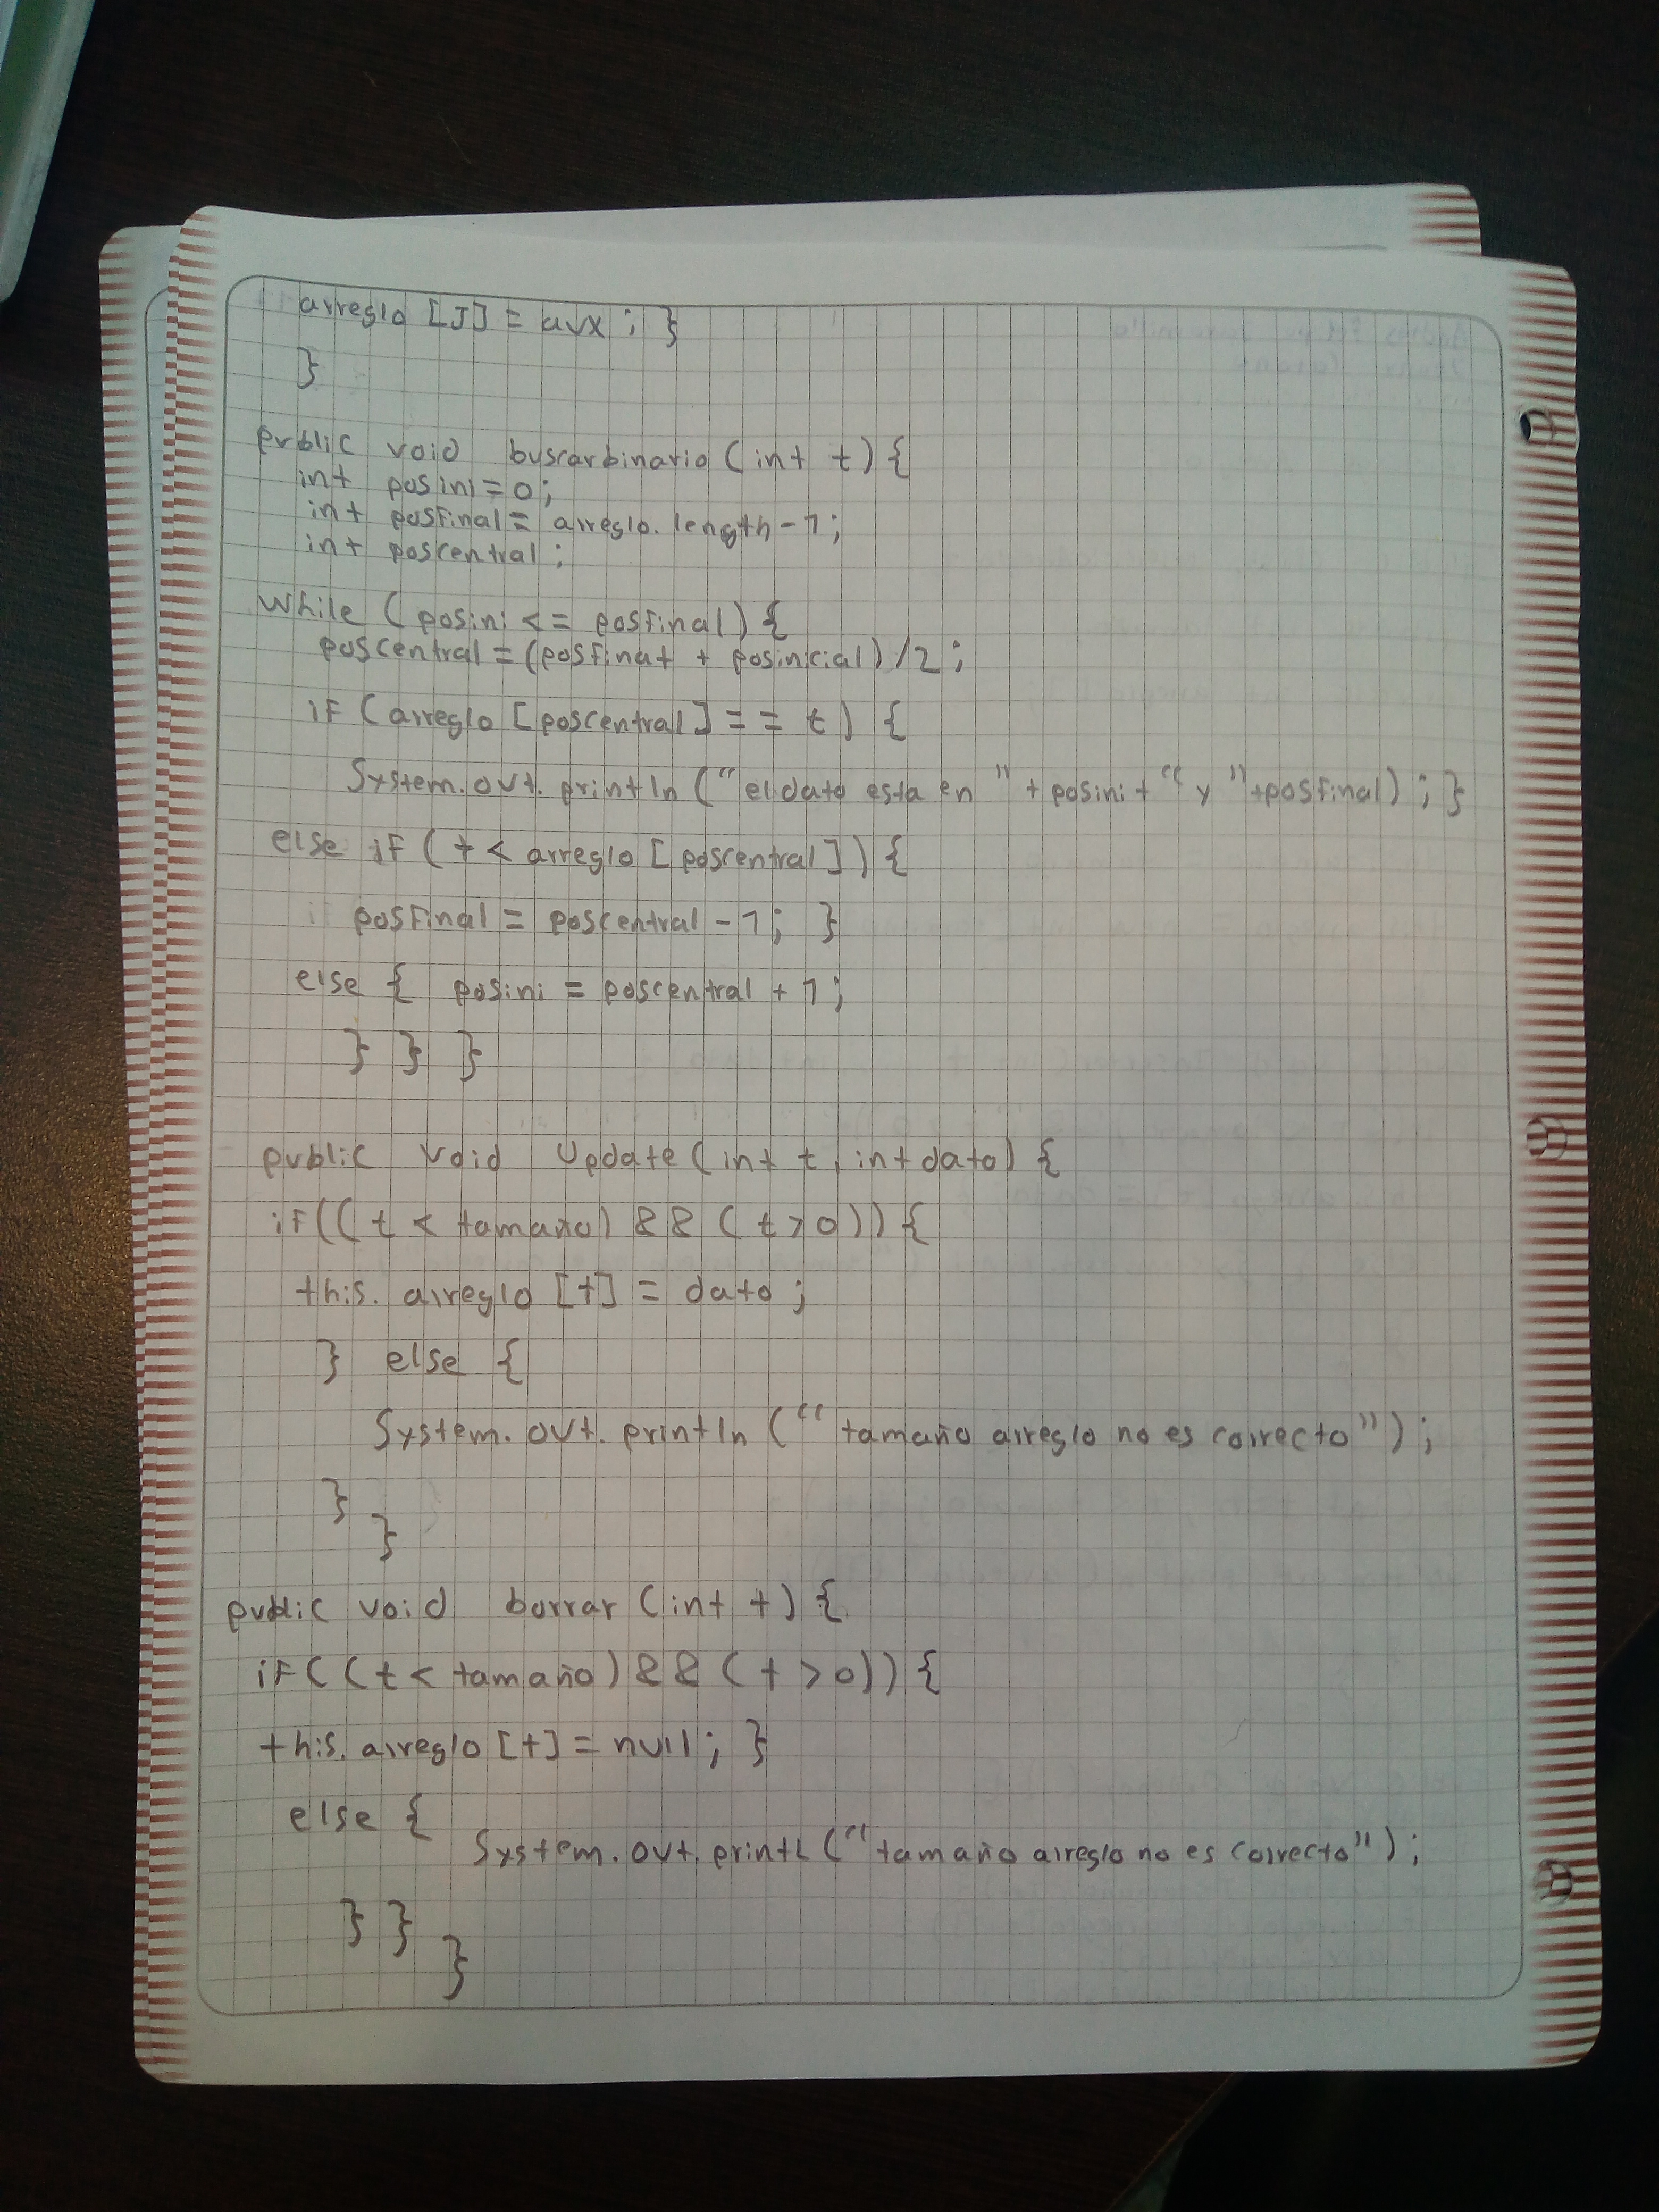 arreglo [J] = aux ; }
}
public void buscarbinario (int t) {
int posini = 0;
int posfinal = arreglo.length - 1;
int poscentral ;
while ( posini <= posfinal) {
poscentral = (posfinal + posinicial) /2 ;
if (arreglo [poscentral] == t) {
System.out.println ("el dato esta en " + posini + " y " + posfinal) ; }
else if ( t < arreglo [poscentral]) {
posfinal = poscentral - 1; }
else { posini = poscentral + 1;
} } }
public void Update (int t, int dato) {
if (( t < tamaño) && ( t > 0)) {
this. arreglo [t] = dato ;
} else {
System.out.println (" tamaño arreglo no es correcto") ;
}
}
public void borrar (int t) {
if ( ( t < tamaño) && ( t > 0)) {
this. arreglo [t] = null ; }
else {
System.out.printl ("tamaño arreglo no es correcto") ;
} }
}